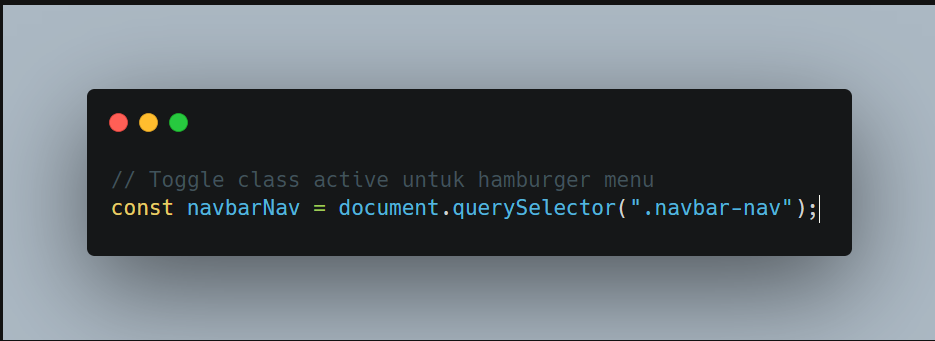 // Toggle class active untuk hamburger menu
const navbarNav = document.querySelector(".navbar-nav");